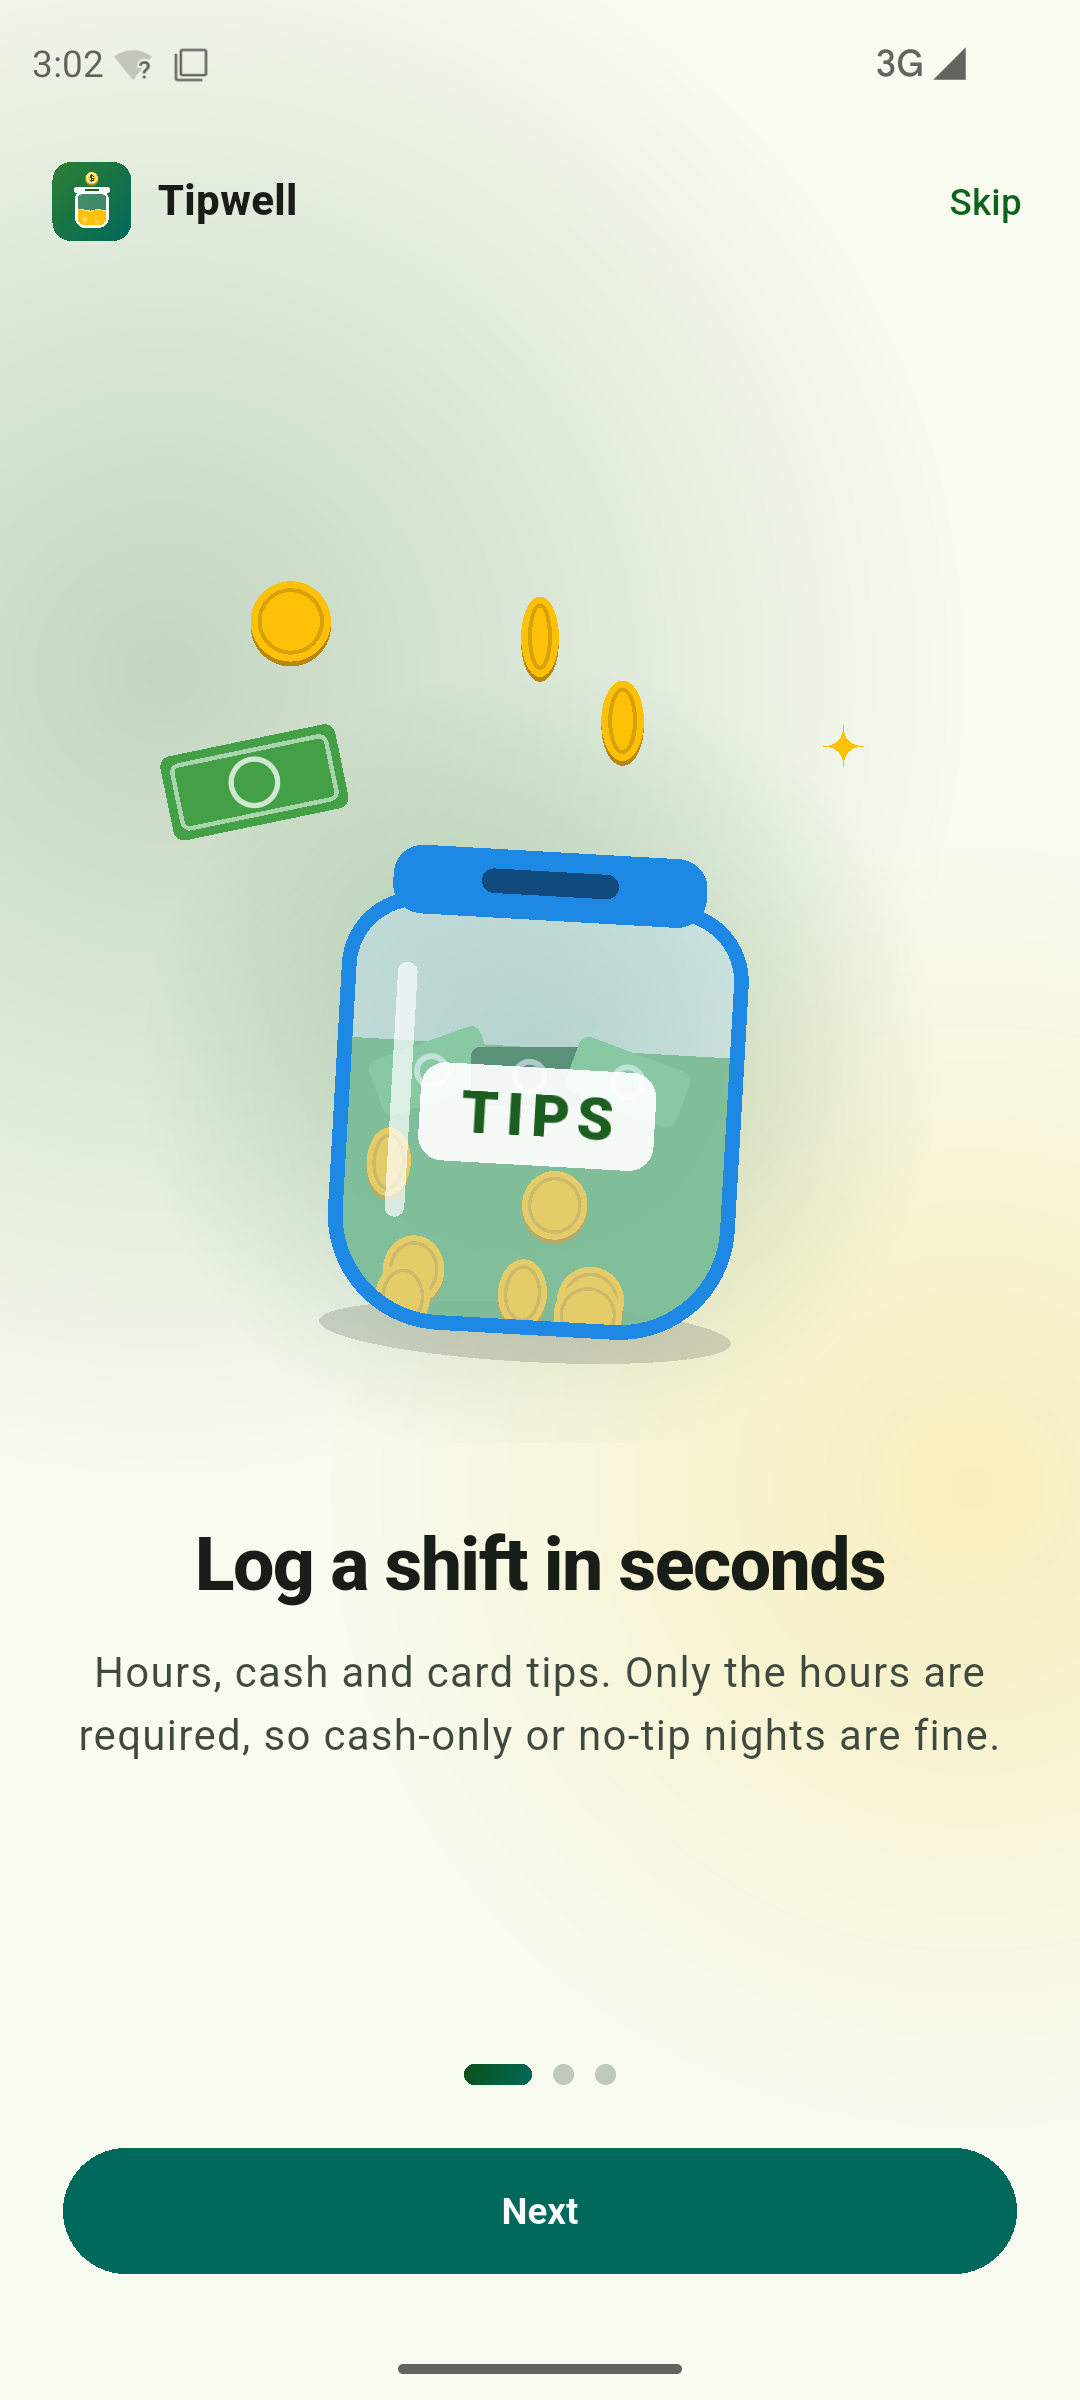 3:02
3G
Tipwell
Skip
TIPS
Log a shift in seconds
Hours, cash and card tips. Only the hours are
required, so cash-only or no-tip nights are fine.
Next